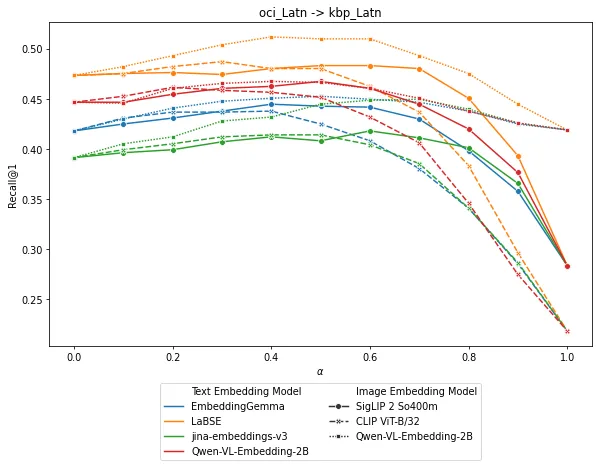 oci_Latn -> kbp_Latn
Recall@1
0.50
0.45
0.40
0.35
0.30
0.25
0.0 0.2 0.4 0.6 0.8 1.0
α
Text Embedding Model Image Embedding Model
EmbeddingGemma SigLIP 2 So400m
LaBSE CLIP ViT-B/32
jina-embeddings-v3 Qwen-VL-Embedding-2B
Qwen-VL-Embedding-2B